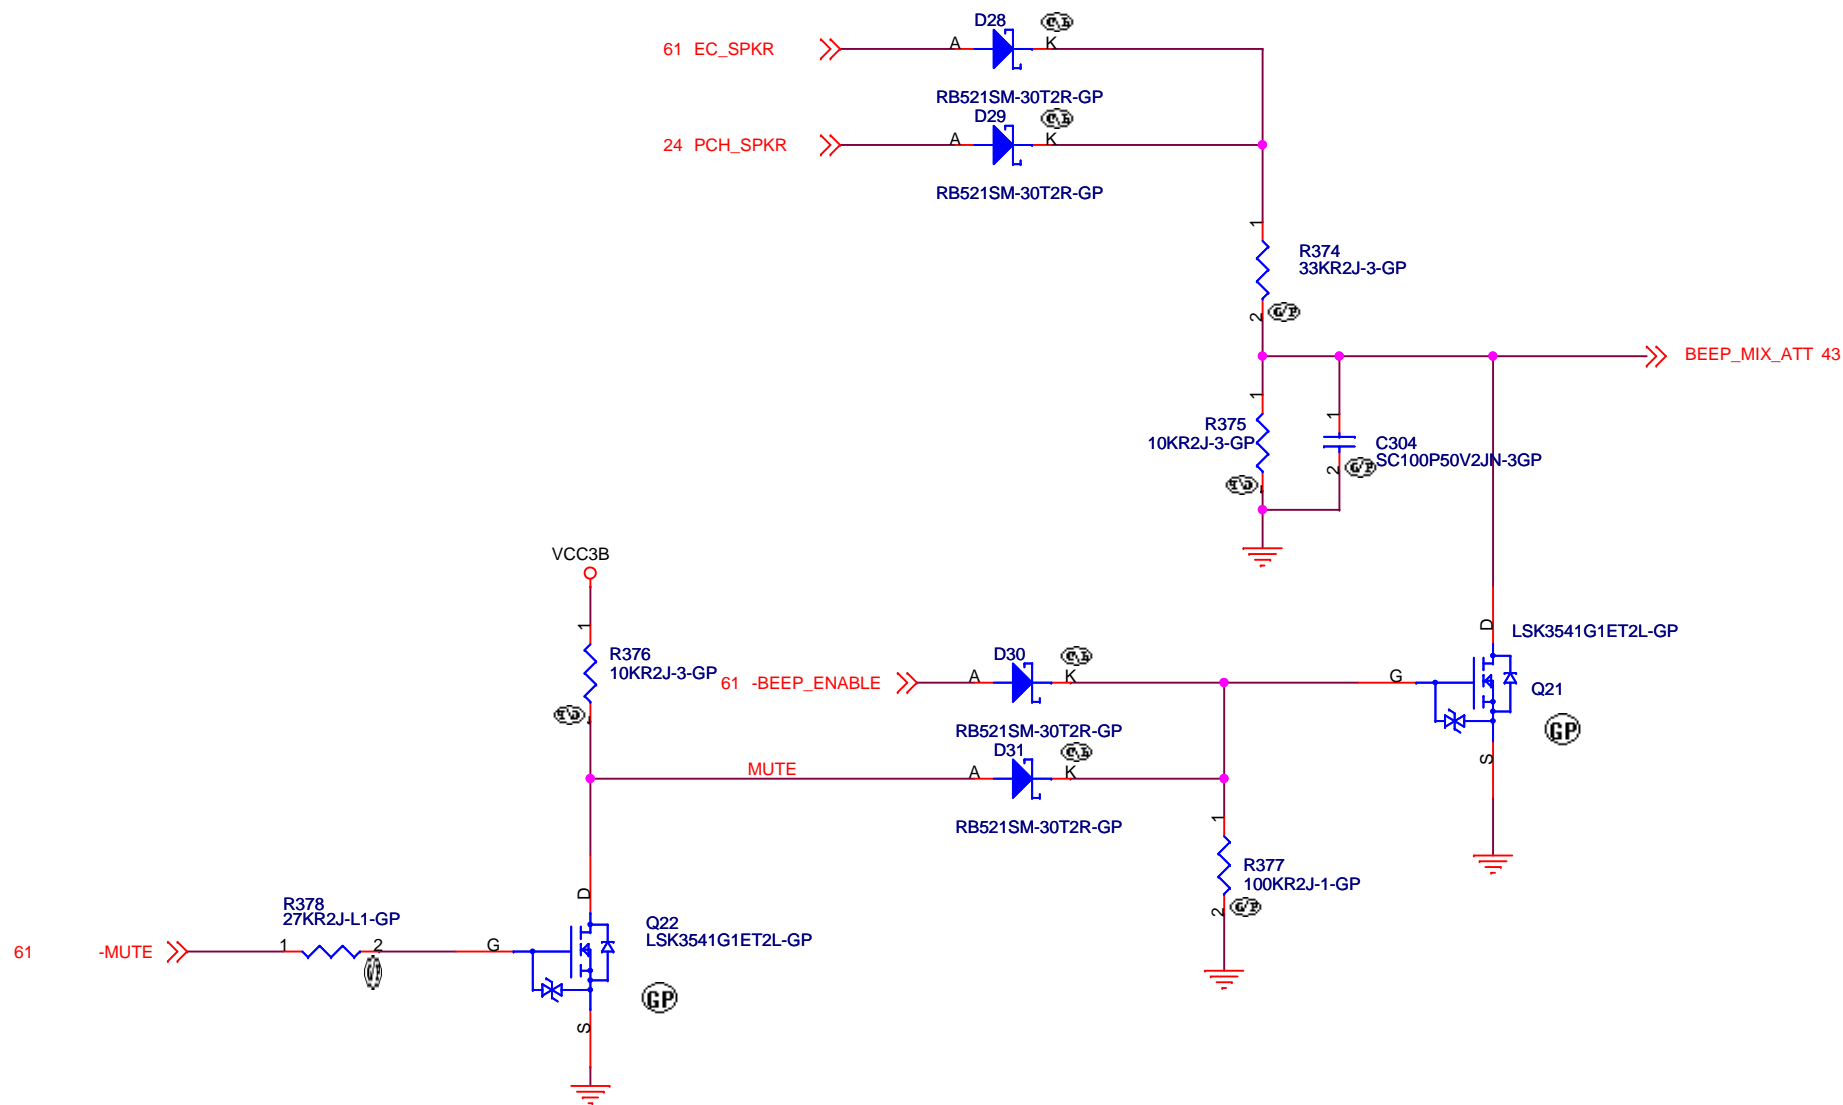 D28
61 EC_SPKR
A
K
RB521SM-30T2R-GP
D29
24 PCH_SPKR
A
K
RB521SM-30T2R-GP
1
R374
33KR2J-3-GP
2
G/P
BEEP_MIX_ATT 43
1
R375
10KR2J-3-GP
1
C304
SC100P50V2JN-3GP
2
G/P
VCC3B
1
R376
10KR2J-3-GP
61 -BEEP_ENABLE
D30
A
K
RB521SM-30T2R-GP
G
D
LSK3541G1ET2L-GP
Q21
GP
S
MUTE
D31
A
K
RB521SM-30T2R-GP
1
R377
100KR2J-1-GP
2
G/P
61 -MUTE
R378
27KR2J-L1-GP
1
2
G
D
Q22
LSK3541G1ET2L-GP
GP
S